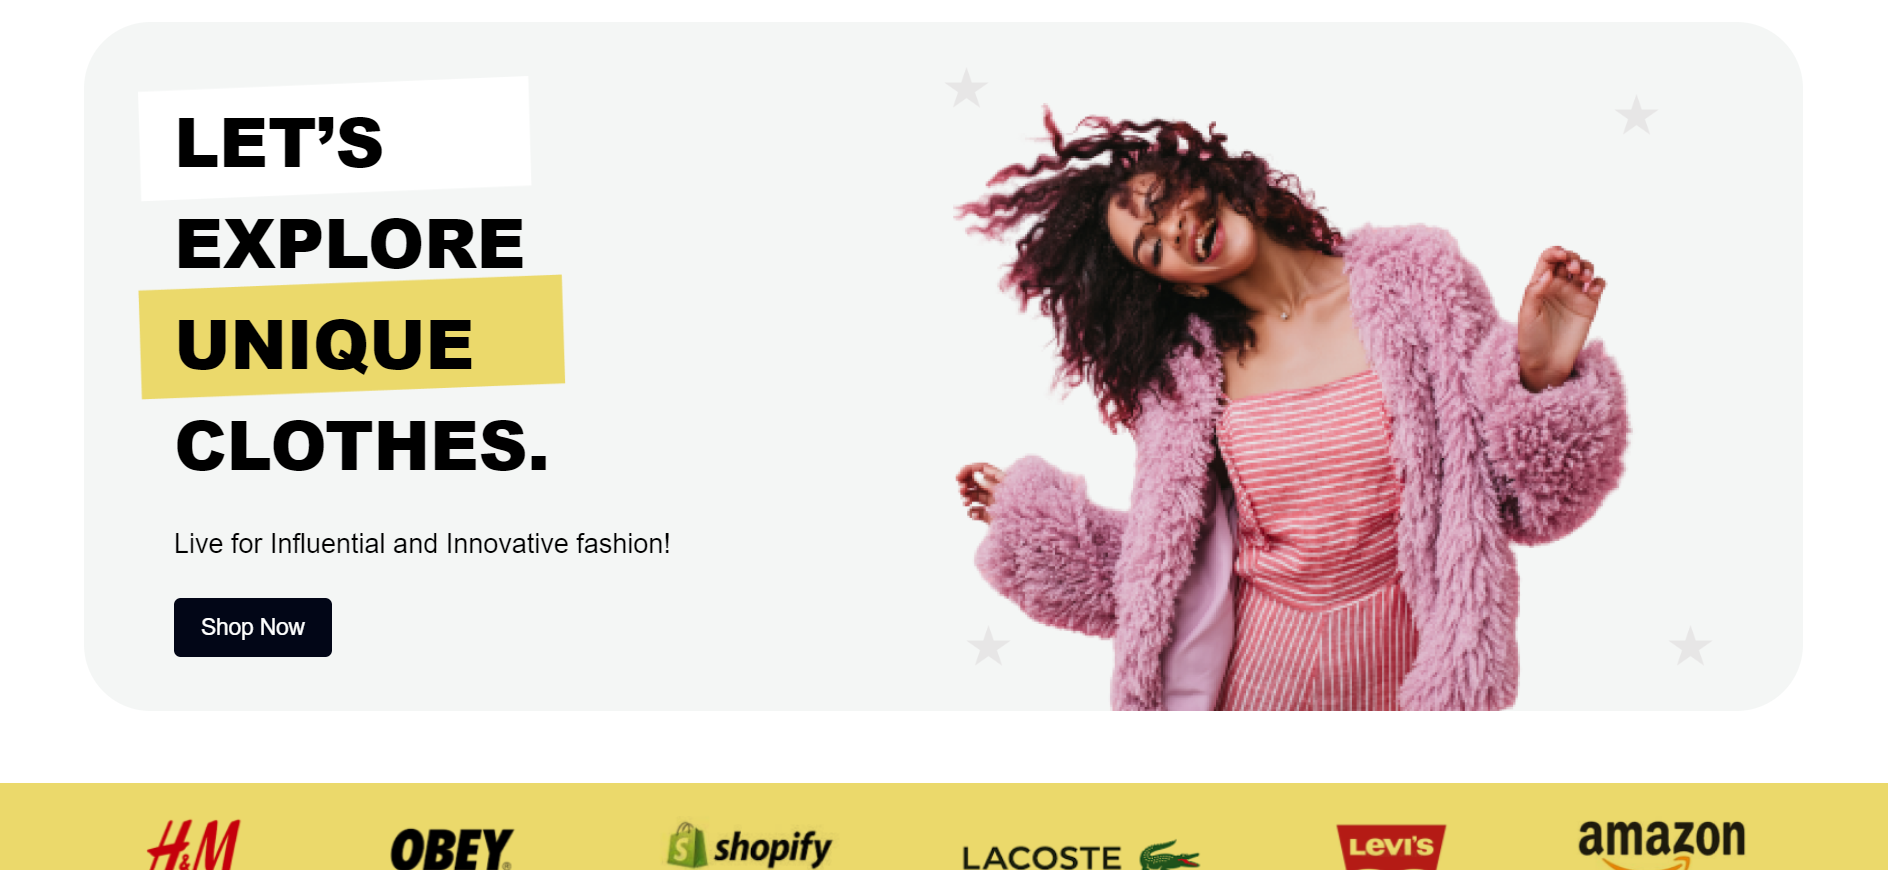 LET’S
EXPLORE
UNIQUE
CLOTHES.
Live for Influential and Innovative fashion!
Shop Now
H&M OBEY® shopify LACOSTE LEVI'S amazon